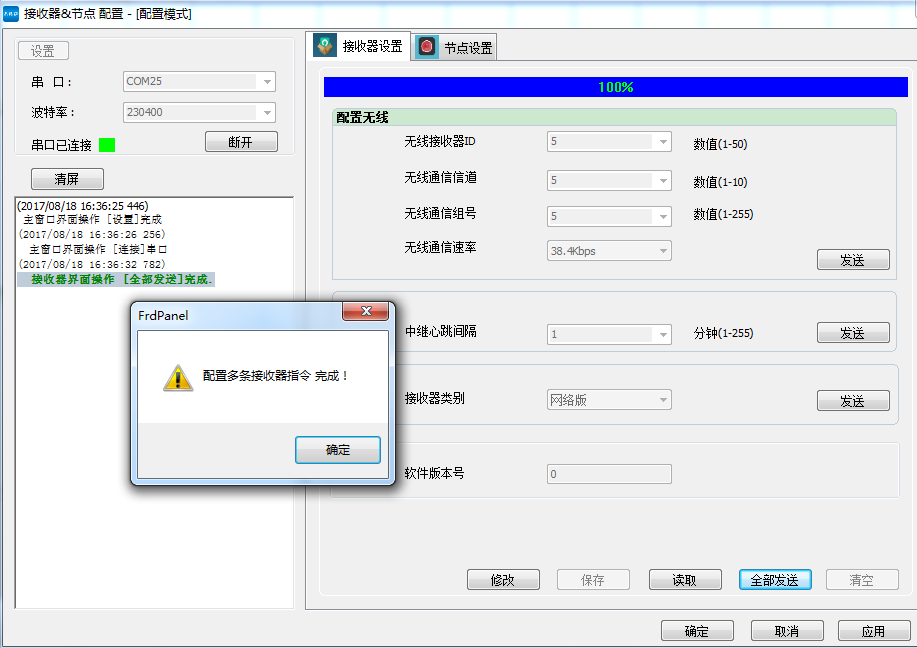 F.R.D 接收器&节点 配置 - [配置模式]
设置
串 口： COM25
波特率： 230400
串口已连接 断开
清屏
(2017/08/18 16:36:25 446)
主窗口界面操作 [设置]完成
(2017/08/18 16:36:26 256)
主窗口界面操作 [连接]串口
(2017/08/18 16:36:32 782)
接收器界面操作 [全部发送]完成.
接收器设置 节点设置
100%
配置无线
无线接收器ID 5 数值(1-50)
无线通信信道 5 数值(1-10)
无线通信组号 5 数值(1-255)
无线通信速率 38.4Kbps 发送
中继心跳间隔 1 分钟(1-255) 发送
接收器类别 网络版 发送
软件版本号 0
FrdPanel
配置多条接收器指令 完成！
确定
修改 保存 读取 全部发送 清空
确定 取消 应用